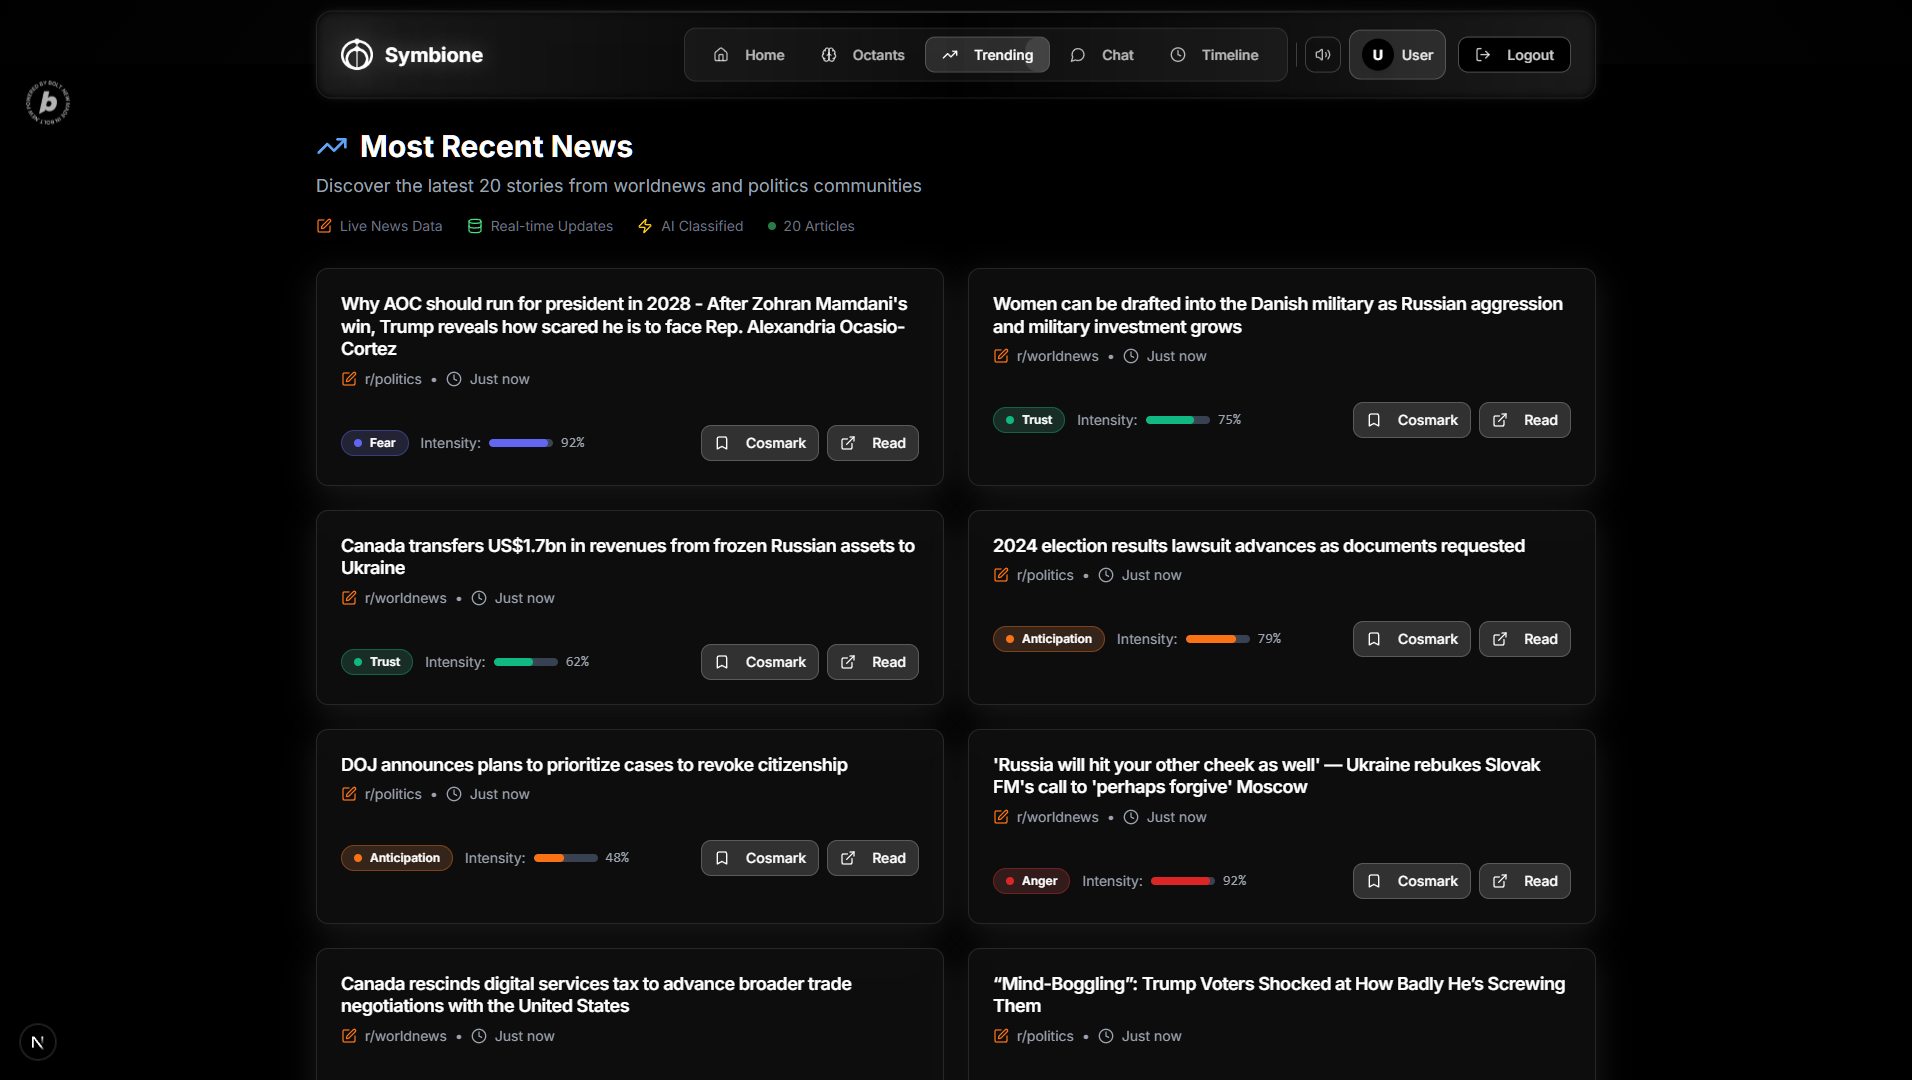 Symbione
Home
Octants
Trending
Chat
Timeline
U
User
Logout
b
Most Recent News
Discover the latest 20 stories from worldnews and politics communities
Live News Data
Real-time Updates
AI Classified
20 Articles
Why AOC should run for president in 2028 - After Zohran Mamdani's
win, Trump reveals how scared he is to face Rep. Alexandria Ocasio-
Cortez
r/politics • Just now
Fear
Intensity:
92%
Cosmark
Read
Women can be drafted into the Danish military as Russian aggression
and military investment grows
r/worldnews • Just now
Trust
Intensity:
75%
Cosmark
Read
Canada transfers US$1.7bn in revenues from frozen Russian assets to
Ukraine
r/worldnews • Just now
Trust
Intensity:
62%
Cosmark
Read
2024 election results lawsuit advances as documents requested
r/politics • Just now
Anticipation
Intensity:
79%
Cosmark
Read
DOJ announces plans to prioritize cases to revoke citizenship
r/politics • Just now
Anticipation
Intensity:
48%
Cosmark
Read
'Russia will hit your other cheek as well' — Ukraine rebukes Slovak
FM's call to 'perhaps forgive' Moscow
r/worldnews • Just now
Anger
Intensity:
92%
Cosmark
Read
Canada rescinds digital services tax to advance broader trade
negotiations with the United States
r/worldnews • Just now
“Mind-Boggling”: Trump Voters Shocked at How Badly He’s Screwing
Them
r/politics • Just now
N